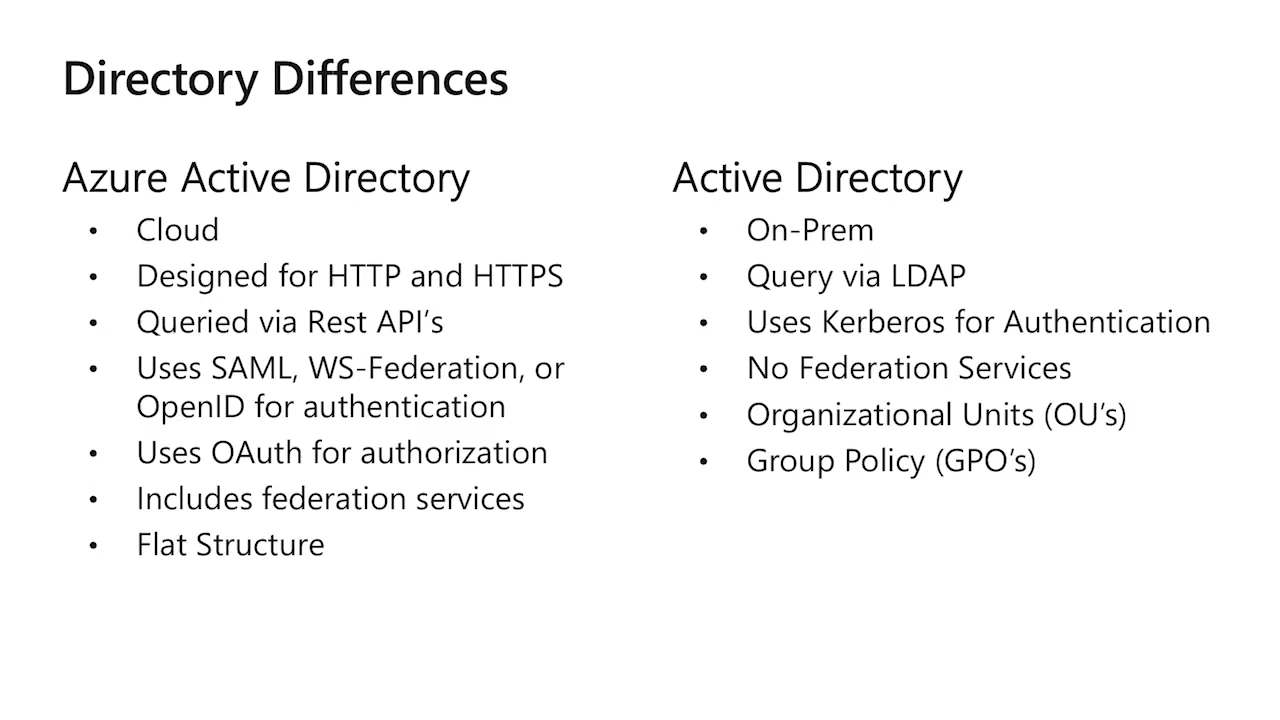 Directory Differences
Azure Active Directory
• Cloud
• Designed for HTTP and HTTPS
• Queried via Rest API’s
• Uses SAML, WS-Federation, or
OpenID for authentication
• Uses OAuth for authorization
• Includes federation services
• Flat Structure
Active Directory
• On-Prem
• Query via LDAP
• Uses Kerberos for Authentication
• No Federation Services
• Organizational Units (OU’s)
• Group Policy (GPO’s)